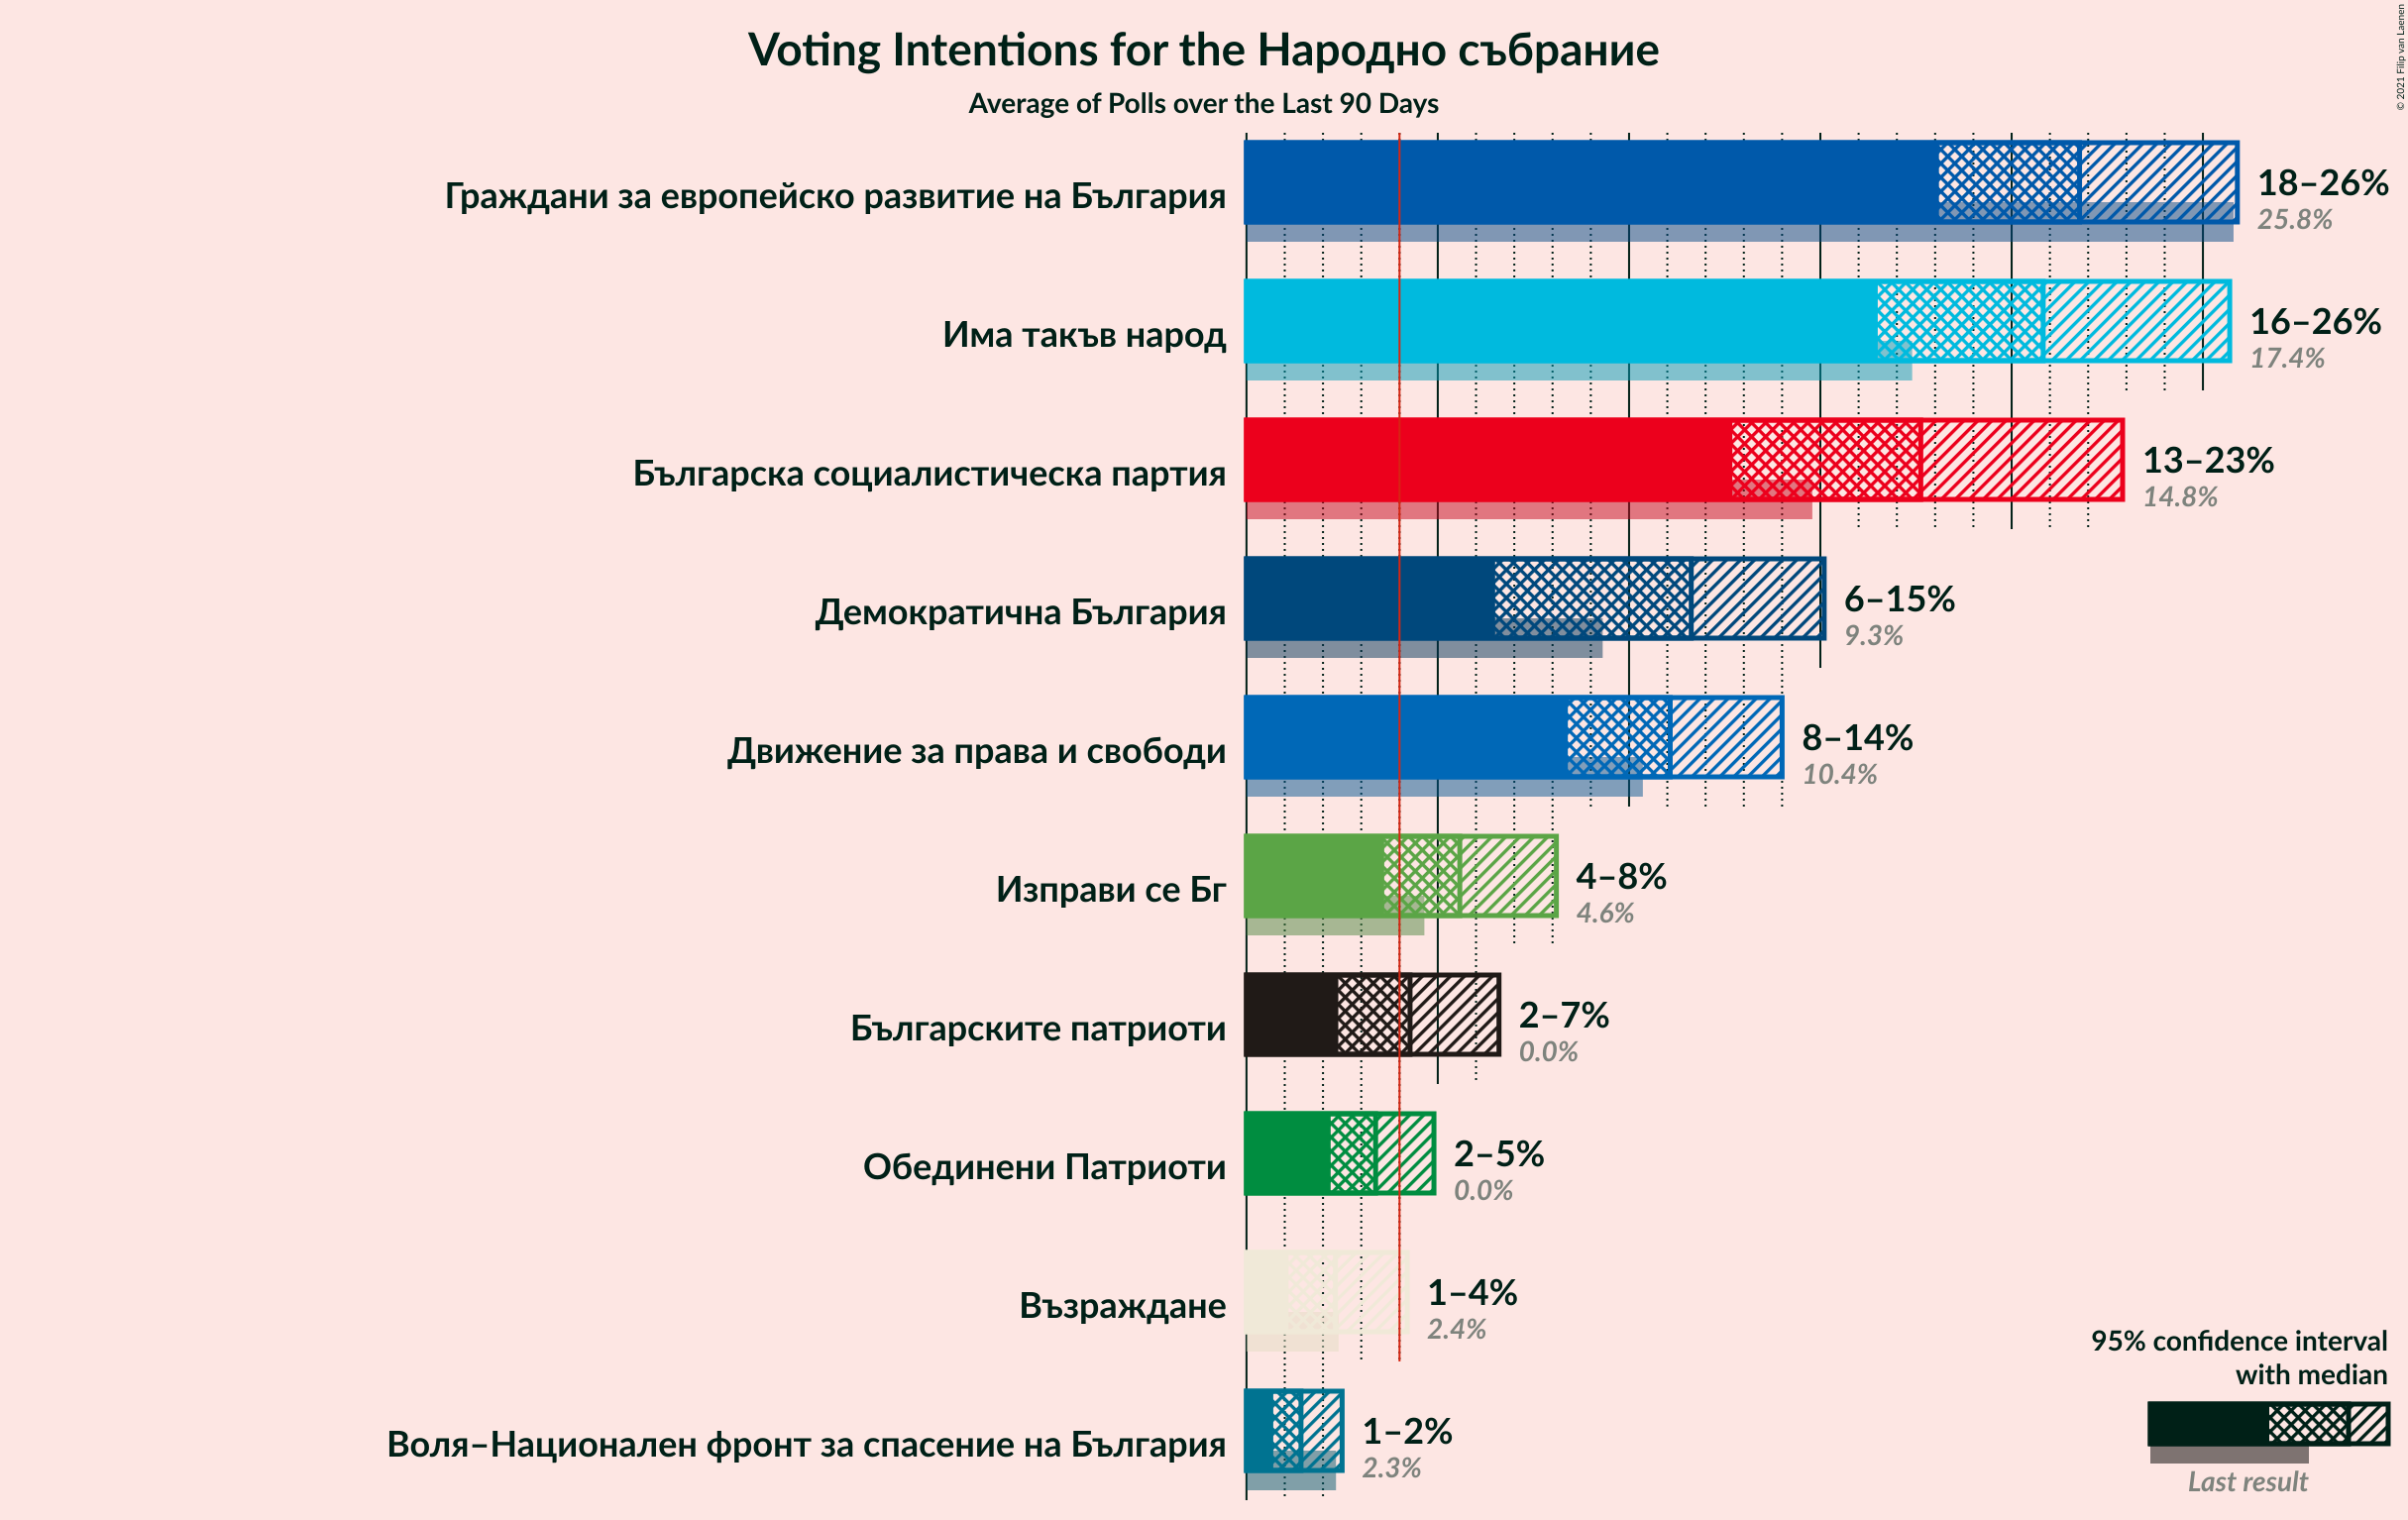 Voting Intentions for the Народно събрание
Average of Polls over the Last 90 Days
© 2021 Filip van Laenen
Граждани за европейско развитие на България
18–26%
25.8%
Има такъв народ
16–26%
17.4%
Българска социалистическа партия
13–23%
14.8%
Демократична България
6–15%
9.3%
Движение за права и свободи
8–14%
10.4%
Изправи се Бг
4–8%
4.6%
Българските патриоти
2–7%
0.0%
Обединени Патриоти
2–5%
0.0%
Възраждане
1–4%
2.4%
Воля–Национален фронт за спасение на България
1–2%
2.3%
95% confidence interval
with median
Last result